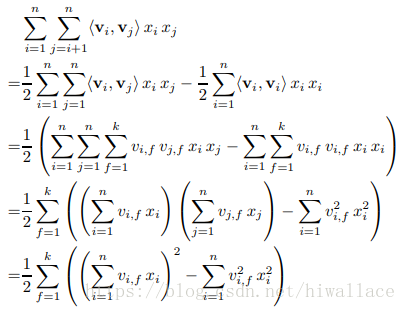 $\sum_{i=1}^{n} \sum_{j=i+1}^{n} \langle \mathbf{v}_i, \mathbf{v}_j \rangle \, x_i \, x_j$
$= \frac{1}{2} \sum_{i=1}^{n} \sum_{j=1}^{n} \langle \mathbf{v}_i, \mathbf{v}_j \rangle \, x_i \, x_j - \frac{1}{2} \sum_{i=1}^{n} \langle \mathbf{v}_i, \mathbf{v}_i \rangle \, x_i \, x_i$
$= \frac{1}{2} \left( \sum_{i=1}^{n} \sum_{j=1}^{n} \sum_{f=1}^{k} v_{i,f} \, v_{j,f} \, x_i \, x_j - \sum_{i=1}^{n} \sum_{f=1}^{k} v_{i,f} \, v_{i,f} \, x_i \, x_i \right)$
$= \frac{1}{2} \sum_{f=1}^{k} \left( \left( \sum_{i=1}^{n} v_{i,f} \, x_i \right) \left( \sum_{j=1}^{n} v_{j,f} \, x_j \right) - \sum_{i=1}^{n} v_{i,f}^2 \, x_i^2 \right)$
$= \frac{1}{2} \sum_{f=1}^{k} \left( \left( \sum_{i=1}^{n} v_{i,f} \, x_i \right)^2 - \sum_{i=1}^{n} v_{i,f}^2 \, x_i^2 \right)$
https://blog.csdn.net/hiwallace